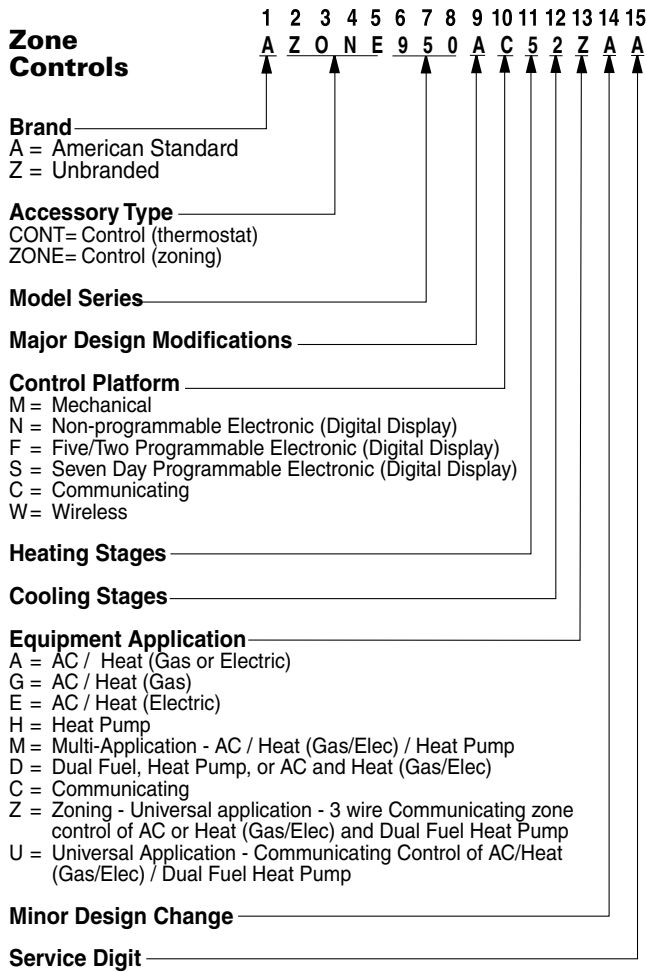 1 2 3 4 5 6 7 8 9 10 11 12 13 14 15
Zone A Z O N E 9 5 0 A C 5 2 Z A A
Controls
Brand
A = American Standard
Z = Unbranded
Accessory Type
CONT= Control (thermostat)
ZONE= Control (zoning)
Model Series
Major Design Modifications
Control Platform
M = Mechanical
N = Non-programmable Electronic (Digital Display)
F = Five/Two Programmable Electronic (Digital Display)
S = Seven Day Programmable Electronic (Digital Display)
C = Communicating
W = Wireless
Heating Stages
Cooling Stages
Equipment Application
A = AC / Heat (Gas or Electric)
G = AC / Heat (Gas)
E = AC / Heat (Electric)
H = Heat Pump
M = Multi-Application - AC / Heat (Gas/Elec) / Heat Pump
D = Dual Fuel, Heat Pump, or AC and Heat (Gas/Elec)
C = Communicating
Z = Zoning - Universal application - 3 wire Communicating zone
control of AC or Heat (Gas/Elec) and Dual Fuel Heat Pump
U = Universal Application - Communicating Control of AC/Heat
(Gas/Elec) / Dual Fuel Heat Pump
Minor Design Change
Service Digit